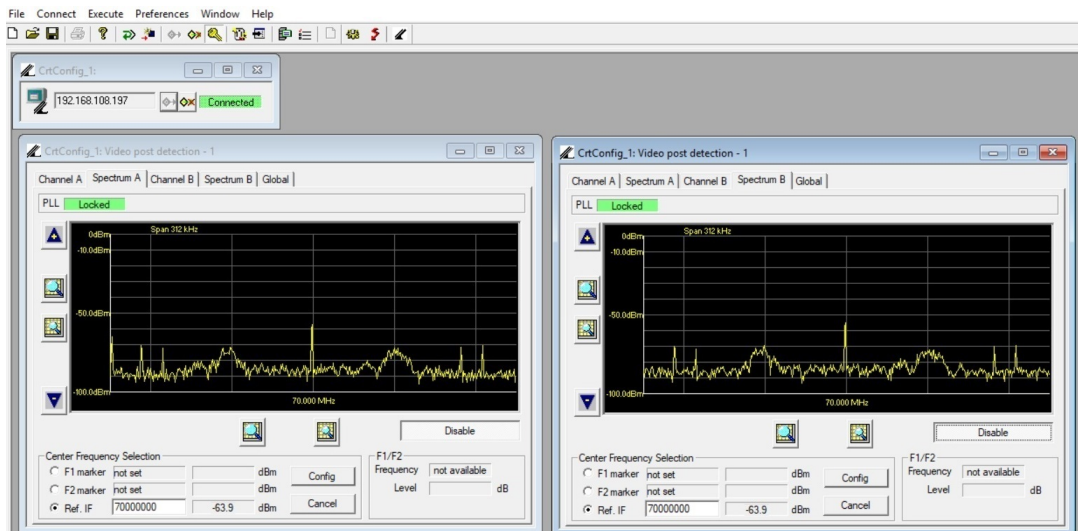 File Connect Execute Preferences Window Help
CrtConfig_1:
192.168.108.197 Connected
CrtConfig_1: Video post detection - 1
Channel A Spectrum A Channel B Spectrum B Global
PLL Locked
Span 312 kHz
0dBm
-10.0dBm
-50.0dBm
-100.0dBm
70.000 MHz
Disable
Center Frequency Selection
F1 marker not set dBm Config
F2 marker not set dBm
Ref. IF 70000000 -63.9 dBm Cancel
F1/F2
Frequency not available
Level dB
CrtConfig_1: Video post detection - 1
Channel A Spectrum A Channel B Spectrum B Global
PLL Locked
Span 312 kHz
0dBm
-10.0dBm
-50.0dBm
-100.0dBm
70.000 MHz
Disable
Center Frequency Selection
F1 marker not set dBm Config
F2 marker not set dBm
Ref. IF 70000000 -63.9 dBm Cancel
F1/F2
Frequency not available
Level dB